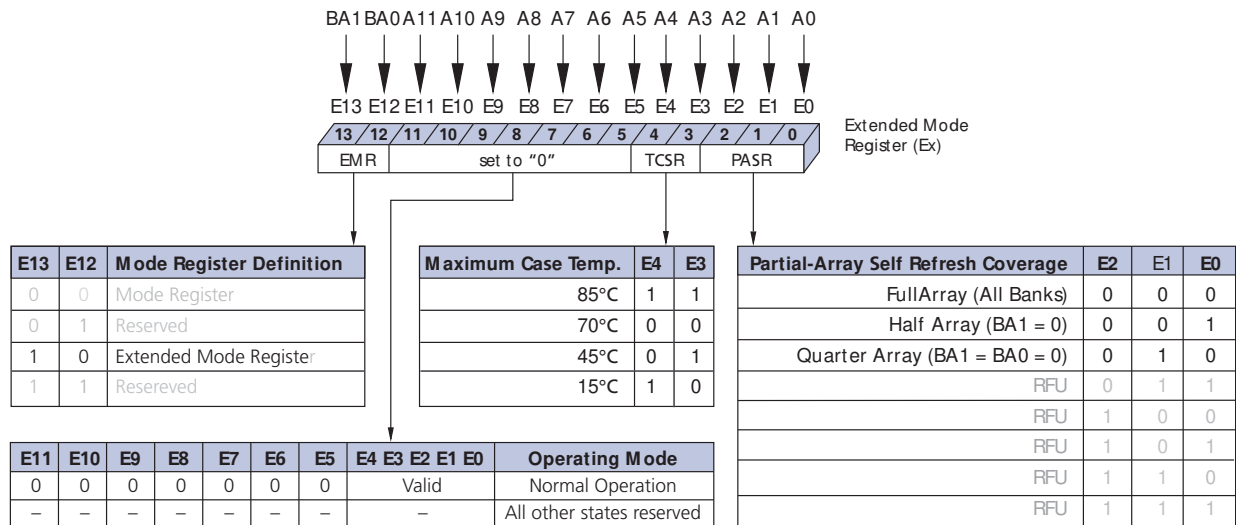 BA1 BA0 A11 A10 A9 A8 A7 A6 A5 A4 A3 A2 A1 A0
E13 E12 E11 E10 E9 E8 E7 E6 E5 E4 E3 E2 E1 E0
13 12 11 10 9 8 7 6 5 4 3 2 1 0
Extended Mode
Register (Ex)
EMR set to "0" TCSR PASR
E13 E12 Mode Register Definition
0 0 Mode Register
0 1 Reserved
1 0 Extended Mode Register
1 1 Resereved
Maximum Case Temp. E4 E3
85°C 1 1
70°C 0 0
45°C 0 1
15°C 1 0
Partial-Array Self Refresh Coverage E2 E1 E0
FullArray (All Banks) 0 0 0
Half Array (BA1 = 0) 0 0 1
Quarter Array (BA1 = BA0 = 0) 0 1 0
RFU 0 1 1
RFU 1 0 0
RFU 1 0 1
RFU 1 1 0
RFU 1 1 1
E11 E10 E9 E8 E7 E6 E5 E4 E3 E2 E1 E0 Operating Mode
0 0 0 0 0 0 0 Valid Normal Operation
– – – – – – – – All other states reserved